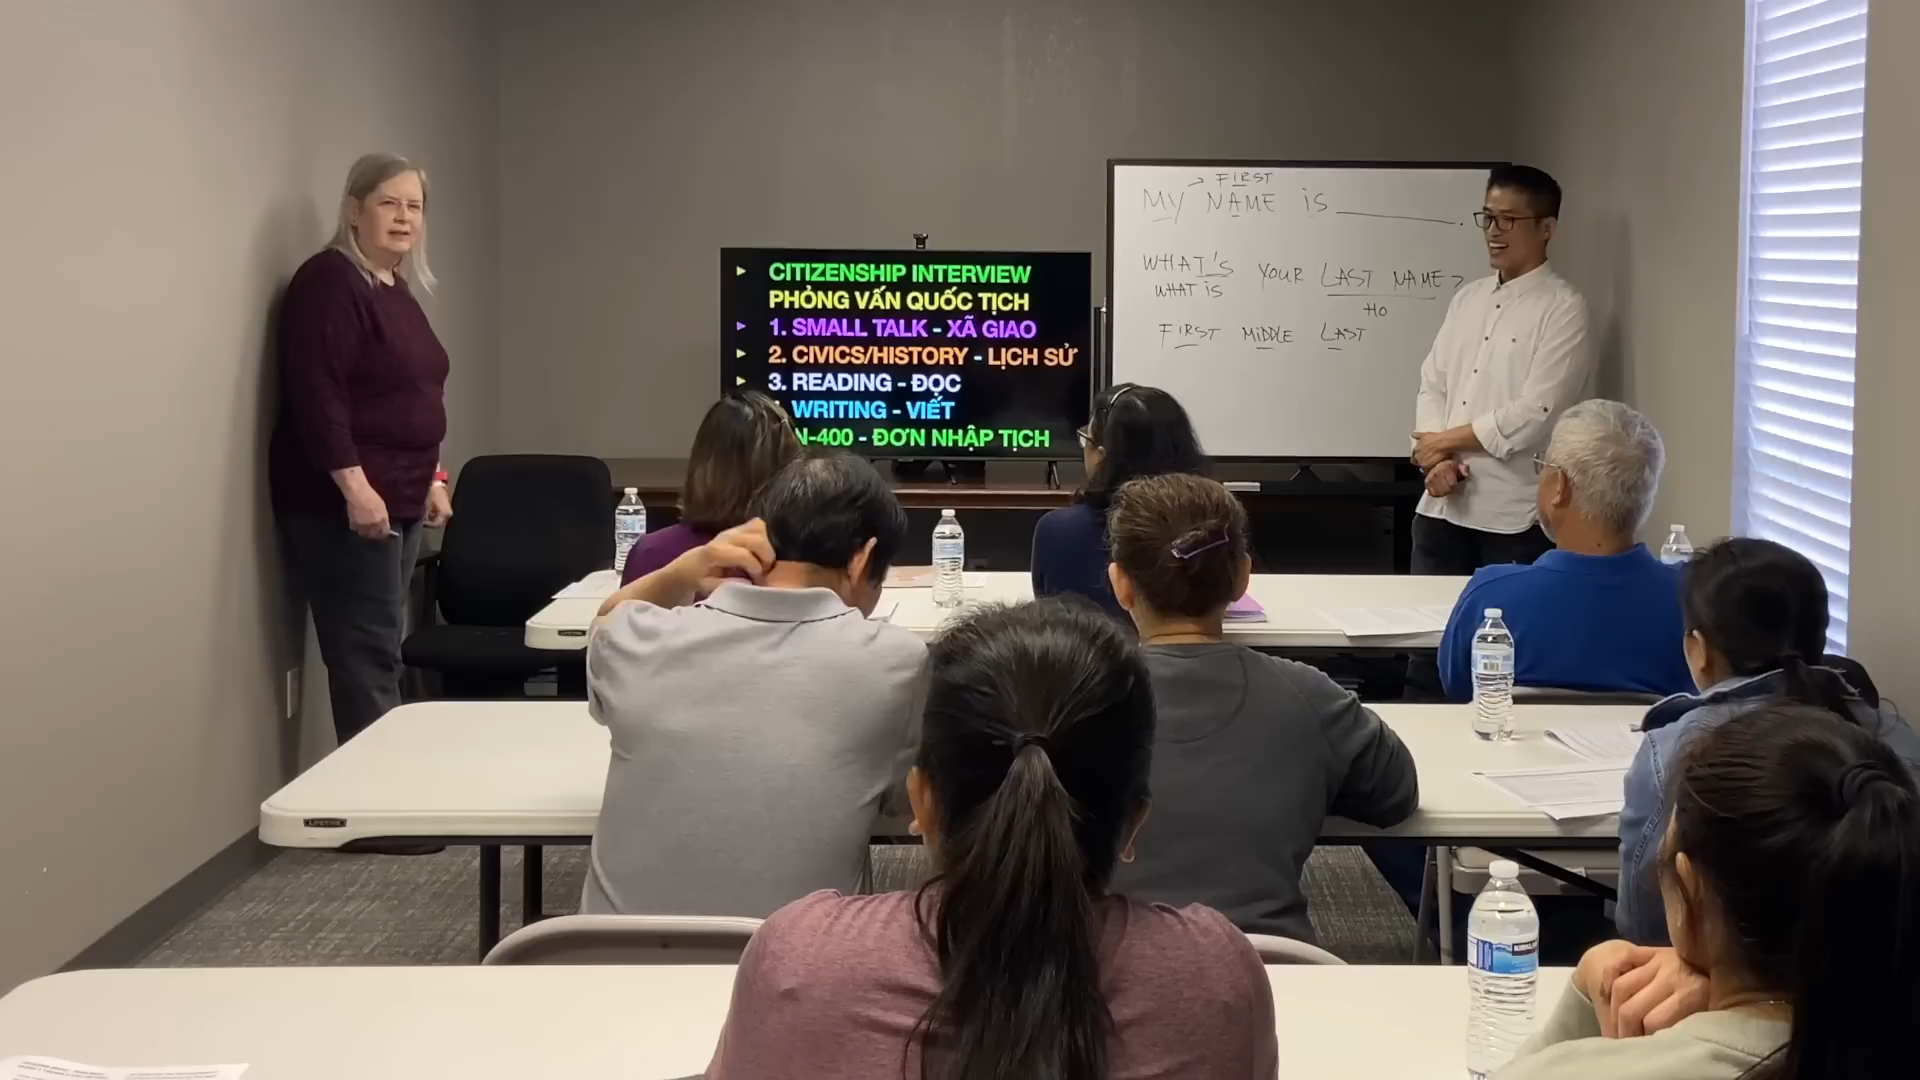 CITIZENSHIP INTERVIEW
PHỎNG VẤN QUỐC TỊCH
1. SMALL TALK - XÃ GIAO
2. CIVICS/HISTORY - LỊCH SỬ
3. READING - ĐỌC
WRITING - VIẾT
N-400 - ĐƠN NHẬP TỊCH
FIRST
MY NAME is ________.
WHAT'S YOUR LAST NAME?
WHAT iS
HO
FIRST MiDDLE LAST
LIFETIME